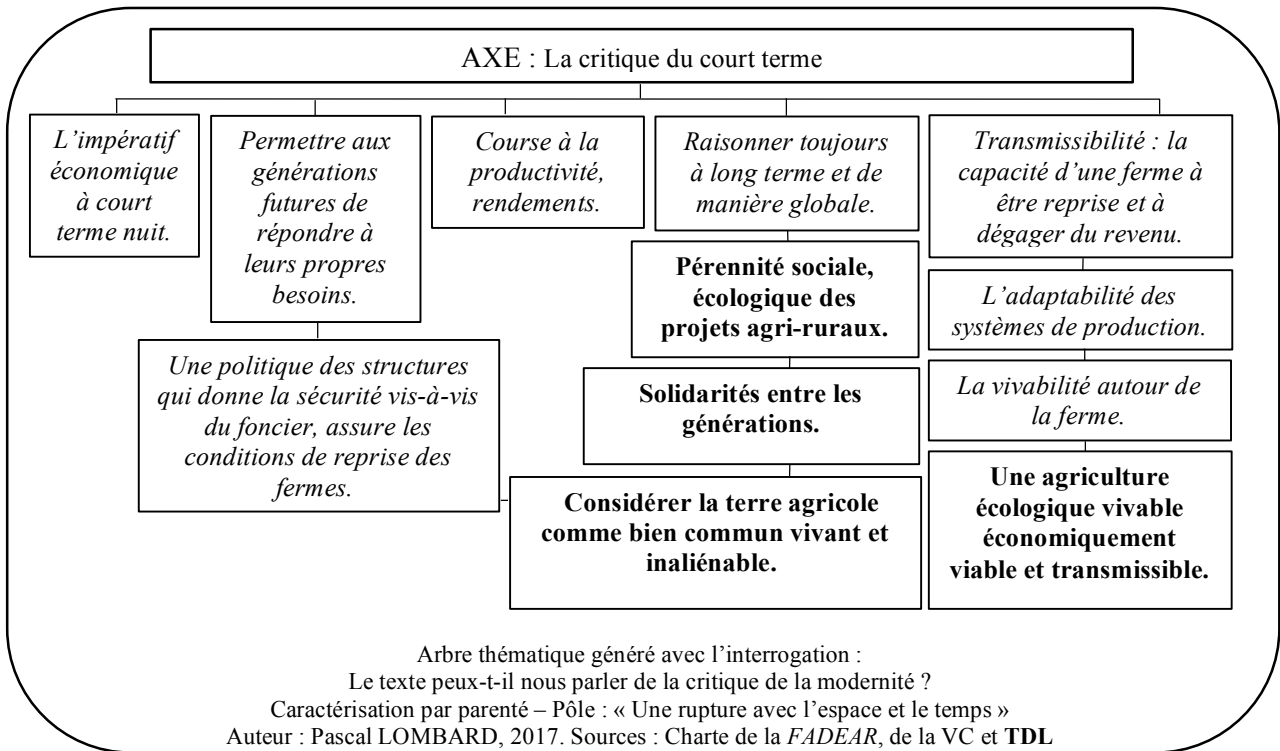 AXE : La critique du court terme
L'impératif
économique
à court
terme nuit.
Permettre aux
générations
futures de
répondre à
leurs propres
besoins.
Course à la
productivité,
rendements.
Raisonner toujours
à long terme et de
manière globale.
Transmissibilité : la
capacité d'une ferme à
être reprise et à
dégager du revenu.
Pérennité sociale,
écologique des
projets agri-ruraux.
L'adaptabilité des
systèmes de production.
Une politique des structures
qui donne la sécurité vis-à-vis
du foncier, assure les
conditions de reprise des
fermes.
Solidarités entre les
générations.
La vivabilité autour de
la ferme.
Considérer la terre agricole
comme bien commun vivant et
inaliénable.
Une agriculture
écologique vivable
économiquement
viable et transmissible.
Arbre thématique généré avec l'interrogation :
Le texte peux-t-il nous parler de la critique de la modernité ?
Caractérisation par parenté – Pôle : « Une rupture avec l'espace et le temps »
Auteur : Pascal LOMBARD, 2017. Sources : Charte de la FADEAR, de la VC et TDL